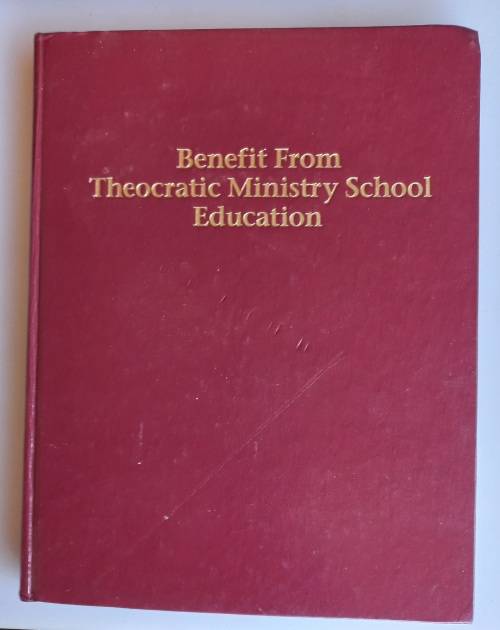 Benefit From
Theocratic Ministry School
Education